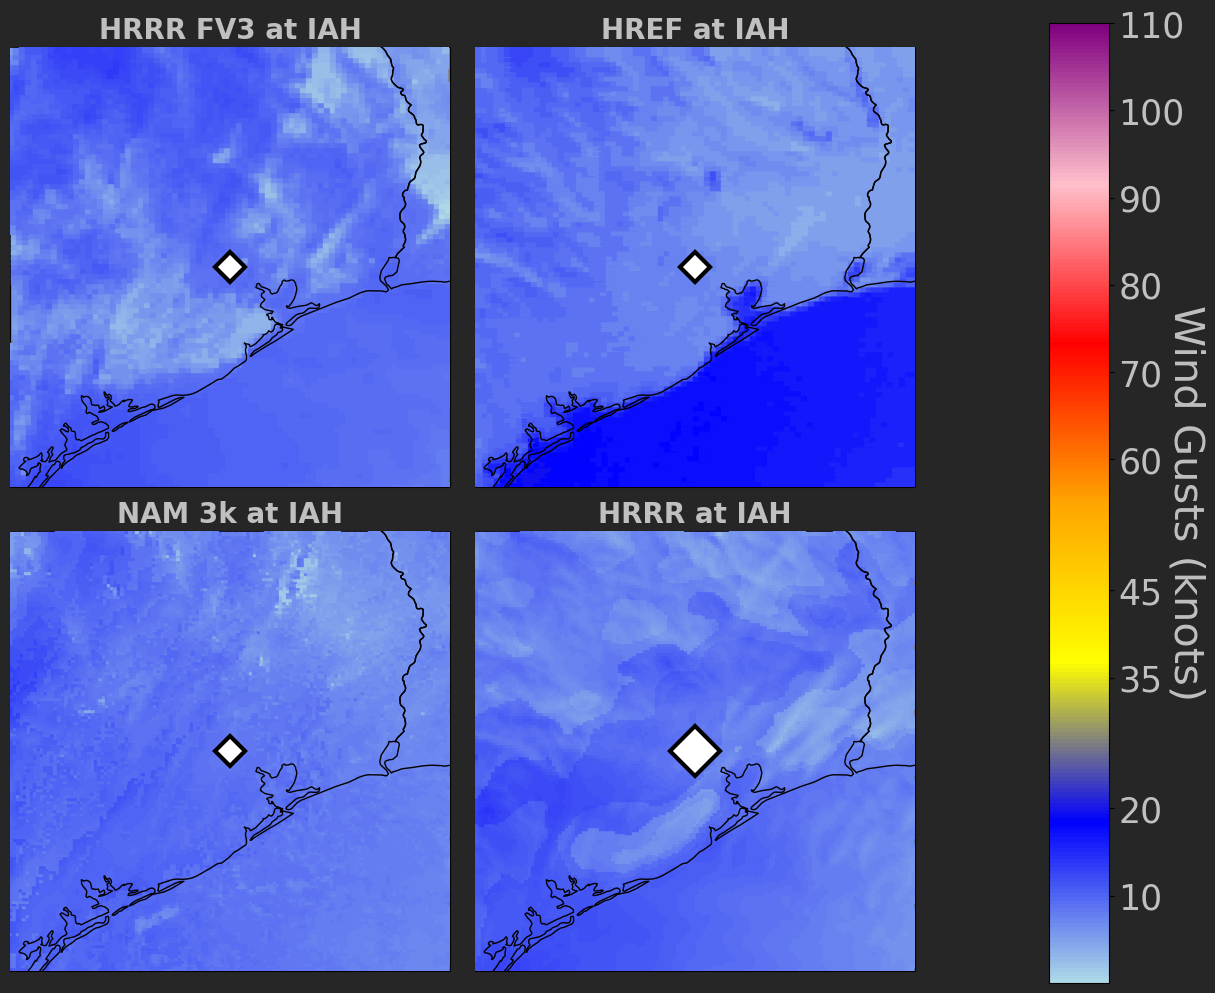 HRRR FV3 at IAH
HREF at IAH
NAM 3k at IAH
HRRR at IAH
110
100
90
80
70
60
45
35
20
10
Wind Gusts (knots)